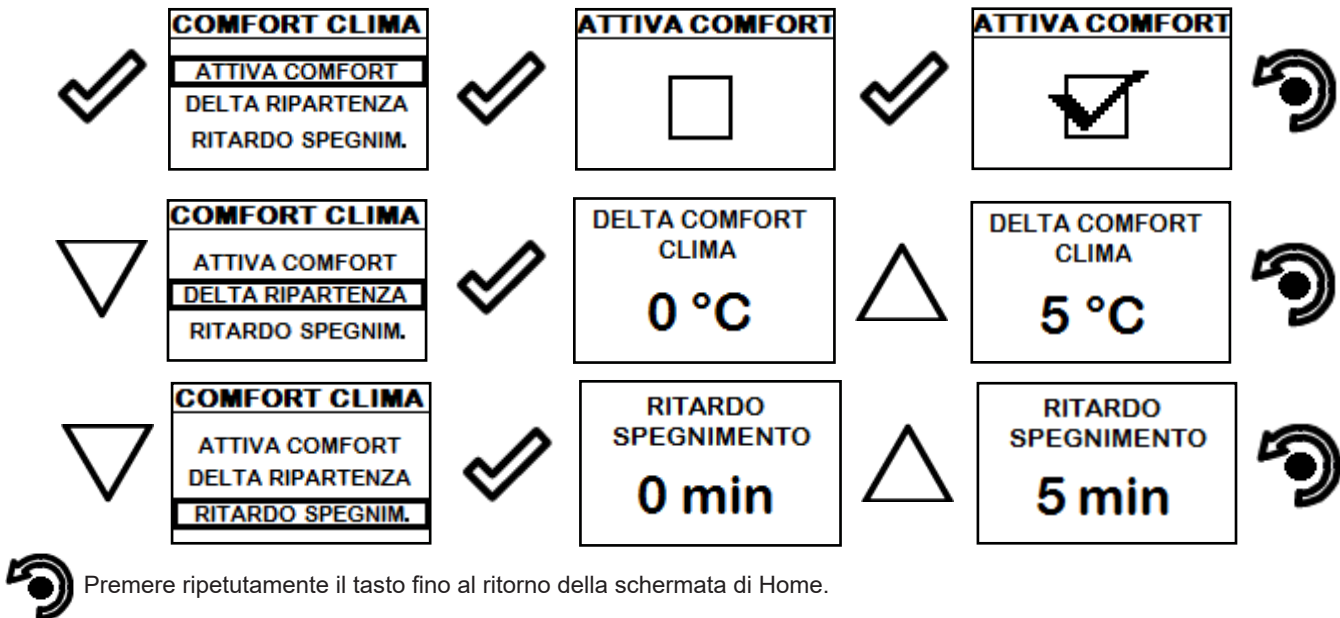 COMFORT CLIMA
ATTIVA COMFORT
DELTA RIPARTENZA
RITARDO SPEGNIM.
ATTIVA COMFORT
ATTIVA COMFORT
COMFORT CLIMA
ATTIVA COMFORT
DELTA RIPARTENZA
RITARDO SPEGNIM.
DELTA COMFORT
CLIMA
0 °C
DELTA COMFORT
CLIMA
5 °C
COMFORT CLIMA
ATTIVA COMFORT
DELTA RIPARTENZA
RITARDO SPEGNIM.
RITARDO
SPEGNIMENTO
0 min
RITARDO
SPEGNIMENTO
5 min
Premere ripetutamente il tasto fino al ritorno della schermata di Home.